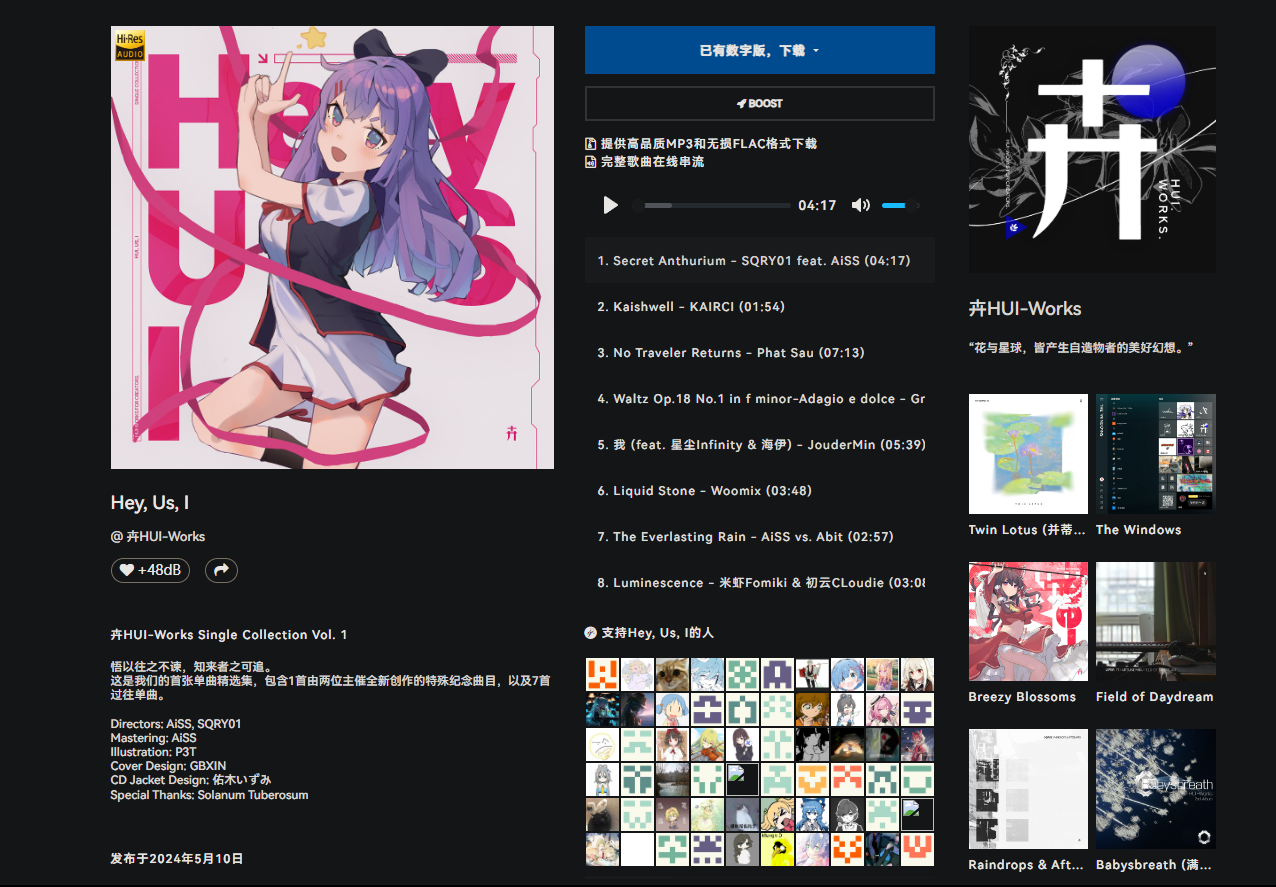 Hi-Res
AUDIO
Hey
US
I
SINGLE COLLECTION
HEY, US, I
卉
Hey, Us, I
@ 卉HUI-Works
+48dB
卉HUI-Works Single Collection Vol. 1
悟以往之不谏，知来者之可追。
这是我们的首张单曲精选集，包含1首由两位主催全新创作的特殊纪念曲目，以及7首
过往单曲。
Directors: AiSS, SQRY01
Mastering: AiSS
Illustration: P3T
Cover Design: GBXIN
CD Jacket Design: 佑木いずみ
Special Thanks: Solanum Tuberosum
发布于2024年5月10日
已有数字版，下载
BOOST
提供高品质MP3和无损FLAC格式下载
完整歌曲在线串流
04:17
1. Secret Anthurium - SQRY01 feat. AiSS (04:17)
2. Kaishwell - KAIRCI (01:54)
3. No Traveler Returns - Phat Sau (07:13)
4. Waltz Op.18 No.1 in f minor-Adagio e dolce - Gr
5. 我 (feat. 星尘Infinity & 海伊) - JouderMin (05:39)
6. Liquid Stone - Woomix (03:48)
7. The Everlasting Rain - AiSS vs. Abit (02:57)
8. Luminescence - 米虾Fomiki & 初云CLoudie (03:08
支持Hey, Us, I的人
卉
HUI.
WORKS.
卉HUI-Works
“花与星球，皆产生自造物者的美好幻想。”
Twin Lotus (并蒂...
The Windows
Breezy Blossoms
Field of Daydream
Babysbreath
Raindrops & Aft...
Babysbreath (满...